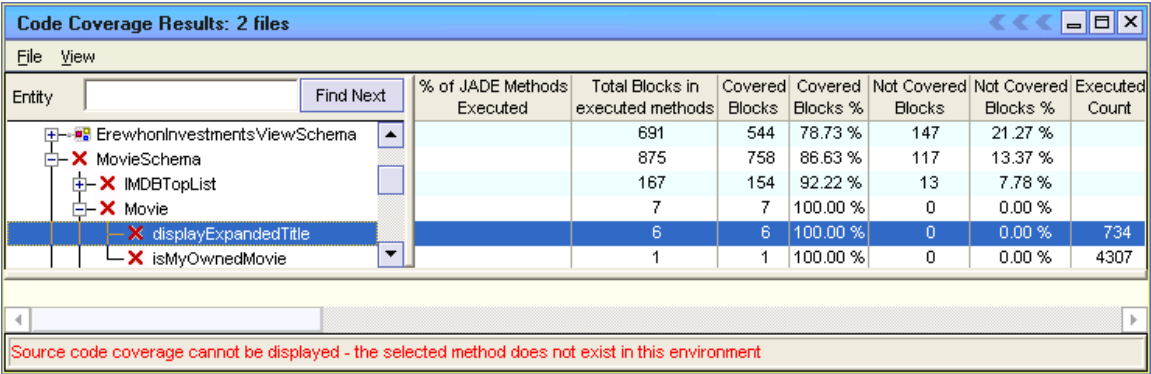 Code Coverage Results: 2 files
File View
Entity Find Next % of JADE Methods Executed Total Blocks in executed methods Covered Blocks Covered Blocks % Not Covered Blocks Not Covered Blocks % Executed Count
ErewhonInvestmentsViewSchema 691 544 78.73 % 147 21.27 %
MovieSchema 875 758 86.63 % 117 13.37 %
IMDBTopList 167 154 92.22 % 13 7.78 %
Movie 7 7 100.00 % 0 0.00 %
displayExpandedTitle 6 6 100.00 % 0 0.00 % 734
isMyOwnedMovie 1 1 100.00 % 0 0.00 % 4307
Source code coverage cannot be displayed - the selected method does not exist in this environment